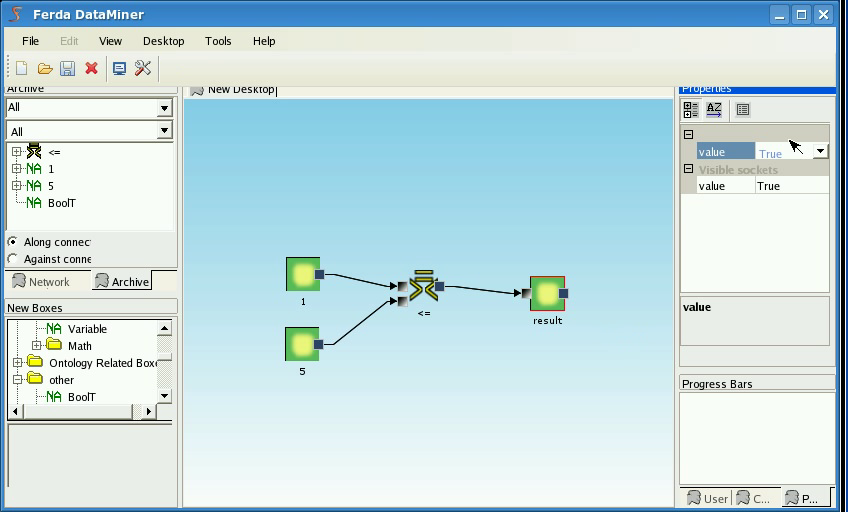 Ferda DataMiner
File Edit View Desktop Tools Help
Archive
All
All
<=
1
5
BoolT
Along connec
Against conne
Network Archive
New Boxes
Variable
Math
Ontology Related Boxe
other
BoolT
New Desktop
1
5
<=
result
Properties
AZ
value True
Visible sockets
value True
value
Progress Bars
User C... P...